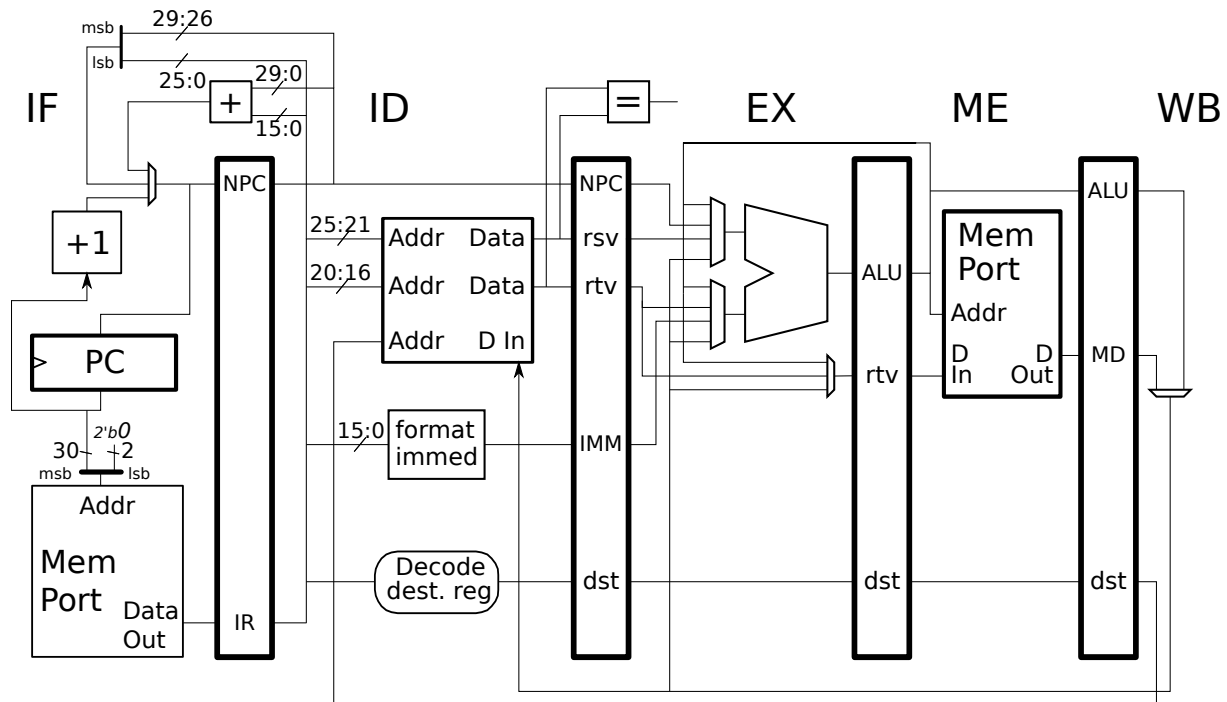 29:26
msb
lsb
25:0
29:0
+
15:0
=
IF
ID
EX
ME
WB
NPC
NPC
ALU
+1
25:21
Addr
Data
rsv
20:16
Addr
Data
rtv
Addr
D In
ALU
Mem
Port
Addr
D
In
D
Out
MD
PC
rtv
2'b0
30
2
msb
lsb
Addr
Mem
Port
Data
Out
IR
15:0
format
immed
IMM
Decode
dest. reg
dst
dst
dst